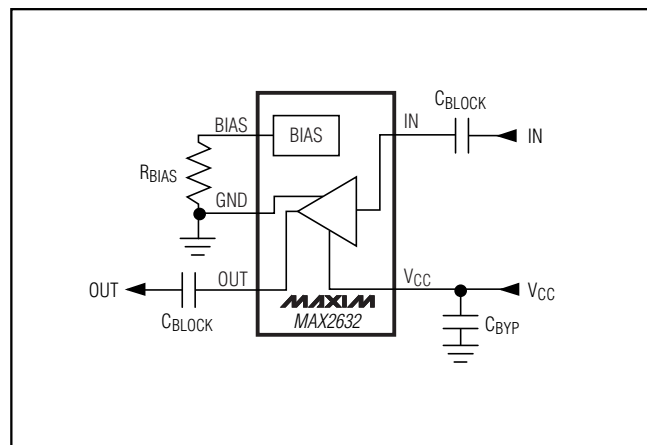 CBLOCK
BIAS
BIAS
IN
IN
RBIAS
GND
OUT
OUT
VCC
VCC
CBLOCK
MAXIM
MAX2632
CBYP